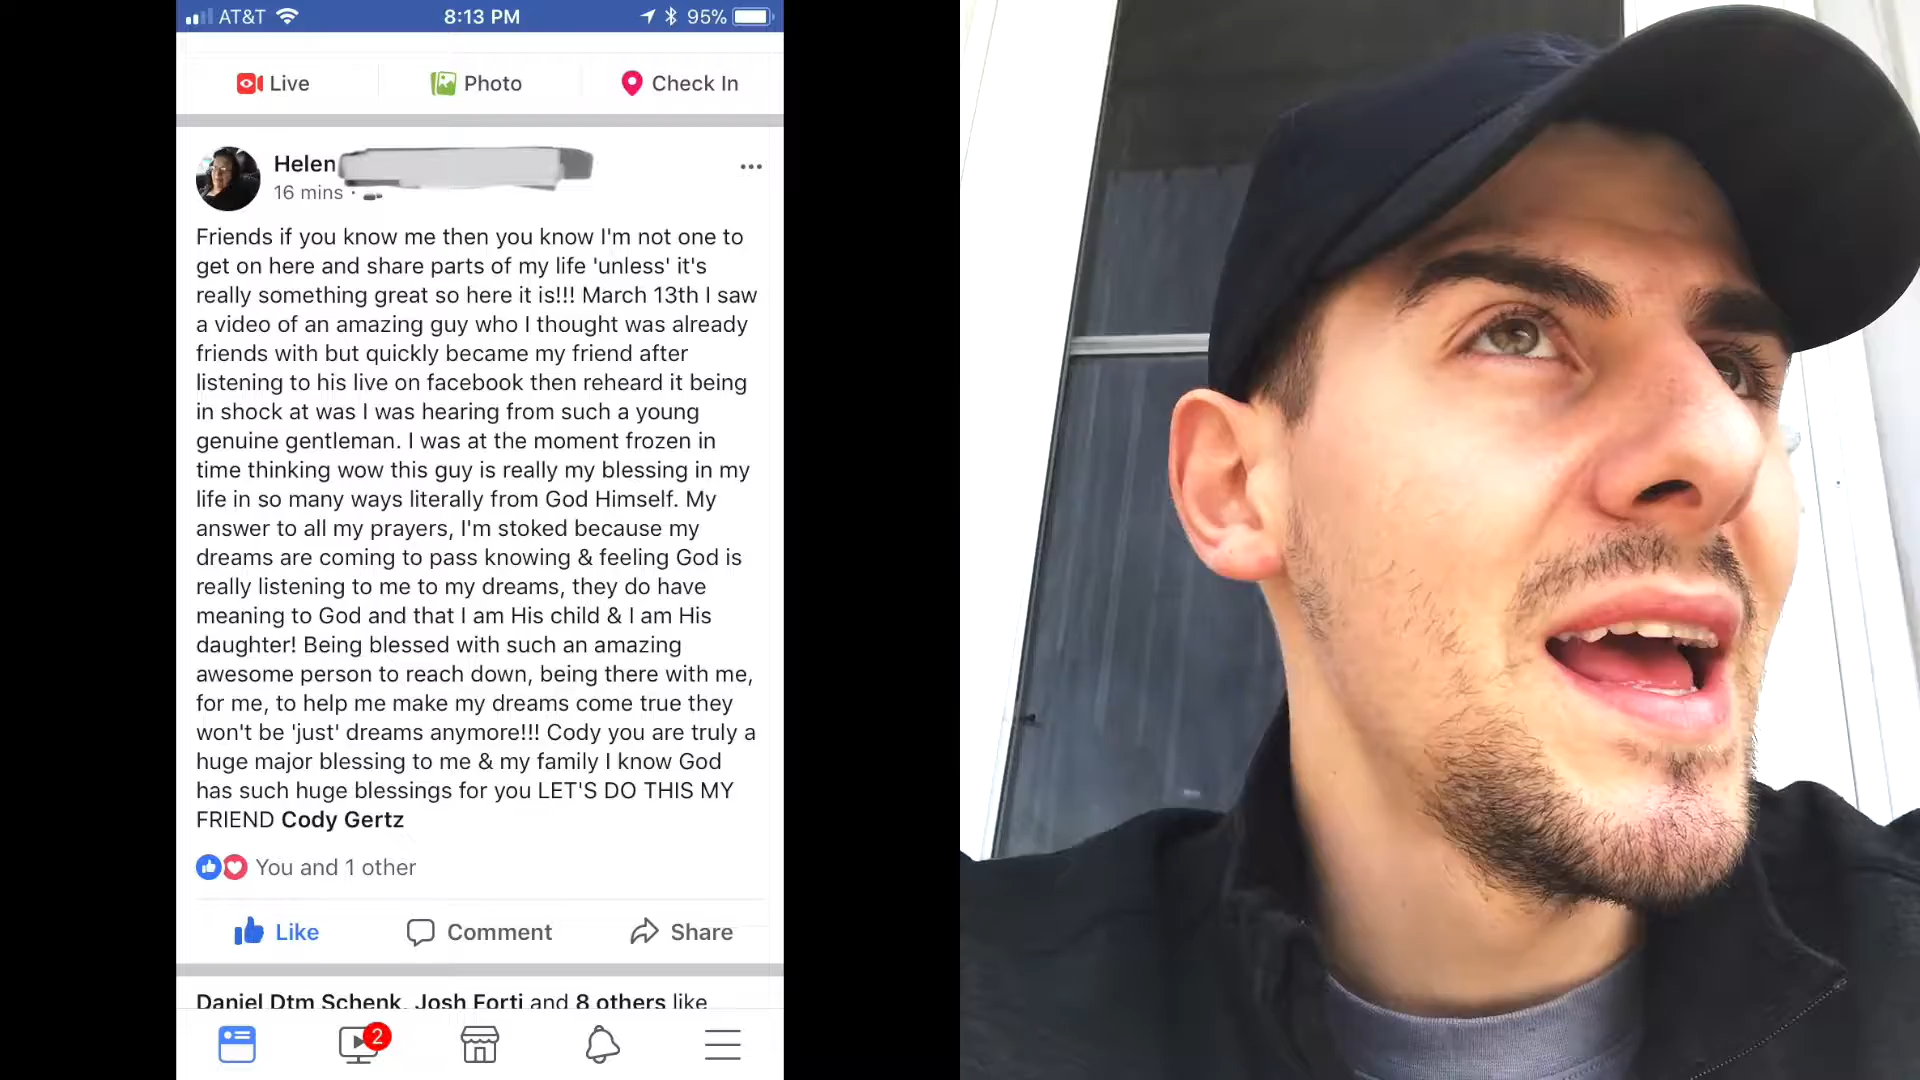 AT&T 8:13 PM 95%
Live Photo Check In
Helen
16 mins ·
Friends if you know me then you know I'm not one to
get on here and share parts of my life 'unless' it's
really something great so here it is!!! March 13th I saw
a video of an amazing guy who I thought was already
friends with but quickly became my friend after
listening to his live on facebook then reheard it being
in shock at was I was hearing from such a young
genuine gentleman. I was at the moment frozen in
time thinking wow this guy is really my blessing in my
life in so many ways literally from God Himself. My
answer to all my prayers, I'm stoked because my
dreams are coming to pass knowing & feeling God is
really listening to me to my dreams, they do have
meaning to God and that I am His child & I am His
daughter! Being blessed with such an amazing
awesome person to reach down, being there with me,
for me, to help me make my dreams come true they
won't be 'just' dreams anymore!!! Cody you are truly a
huge major blessing to me & my family I know God
has such huge blessings for you LET'S DO THIS MY
FRIEND Cody Gertz
You and 1 other
Like Comment Share
Daniel Dtm Schenk, Josh Forti and 8 others like
2